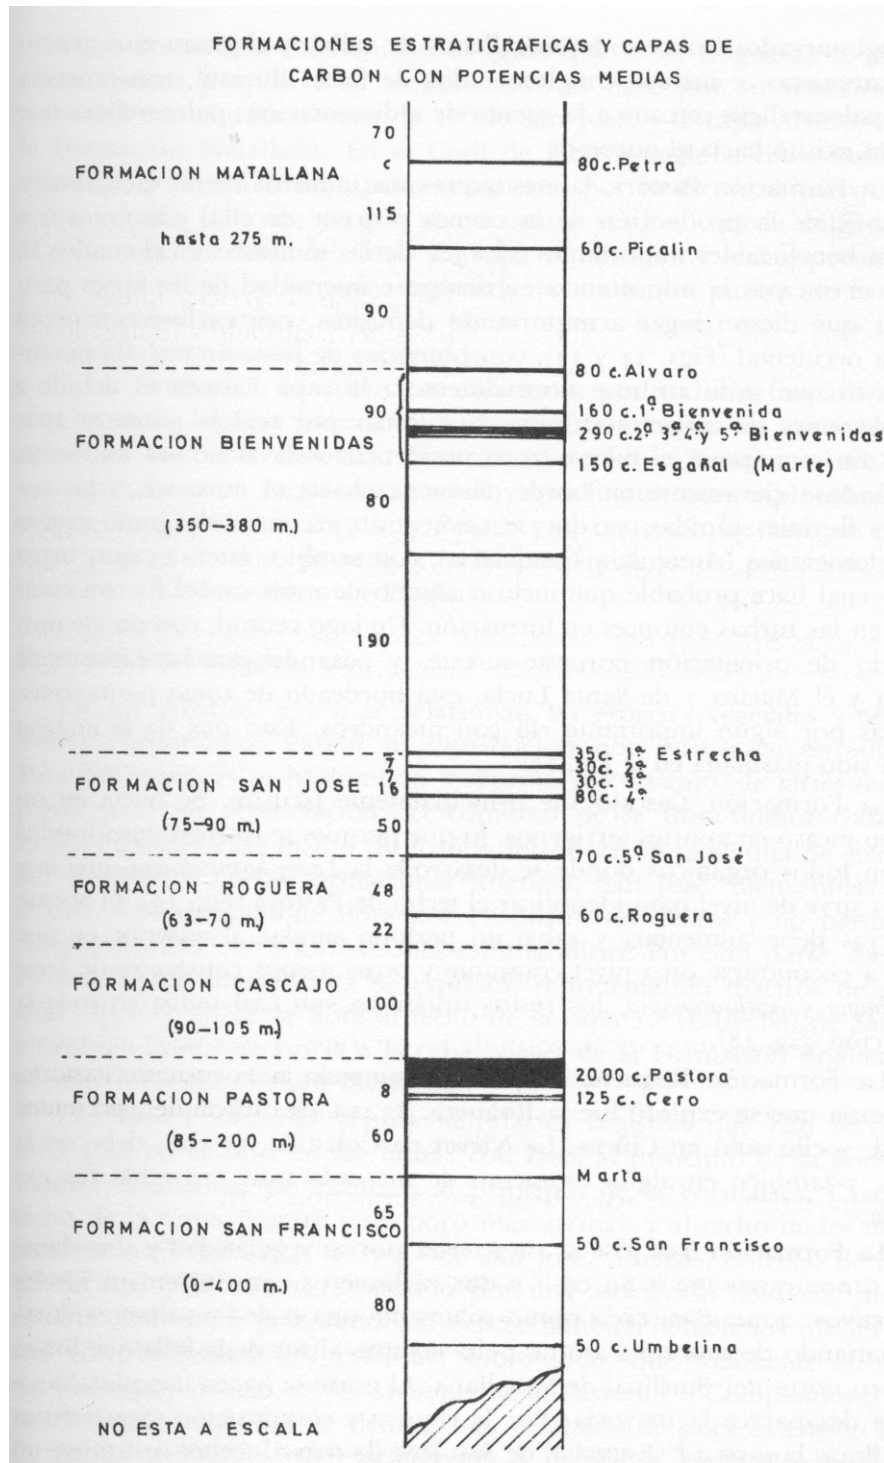 FORMACIONES ESTRATIGRAFICAS Y CAPAS DE
CARBON CON POTENCIAS MEDIAS
70
c
80c. Petra
FORMACION MATALLANA
115
hasta 275 m.
60c. Picalin
90
80 c. Alvaro
90
160 c. 1ª Bienvenida
FORMACION BIENVENIDAS
290c. 2ª 3ª 4ª y 5ª Bienvenidas
150 c. Esgañal (Marte)
80
(350-380 m.)
190
35c. 1ª Estrecha
7
30c. 2ª
7
30c. 3ª
FORMACION SAN JOSE
16
30c. 4ª
(75-90 m.)
50
70 c. 5ª San José
FORMACION ROGUERA
48
(63-70 m.)
60 c. Roguera
22
FORMACION CASCAJO
100
(90-105 m.)
2000 c. Pastora
FORMACION PASTORA
8
125 c. Cero
(85-200 m.)
60
Marta
65
FORMACION SAN FRANCISCO
50 c. San Francisco
(0-400 m.)
80
50 c. Umbelina
NO ESTA A ESCALA